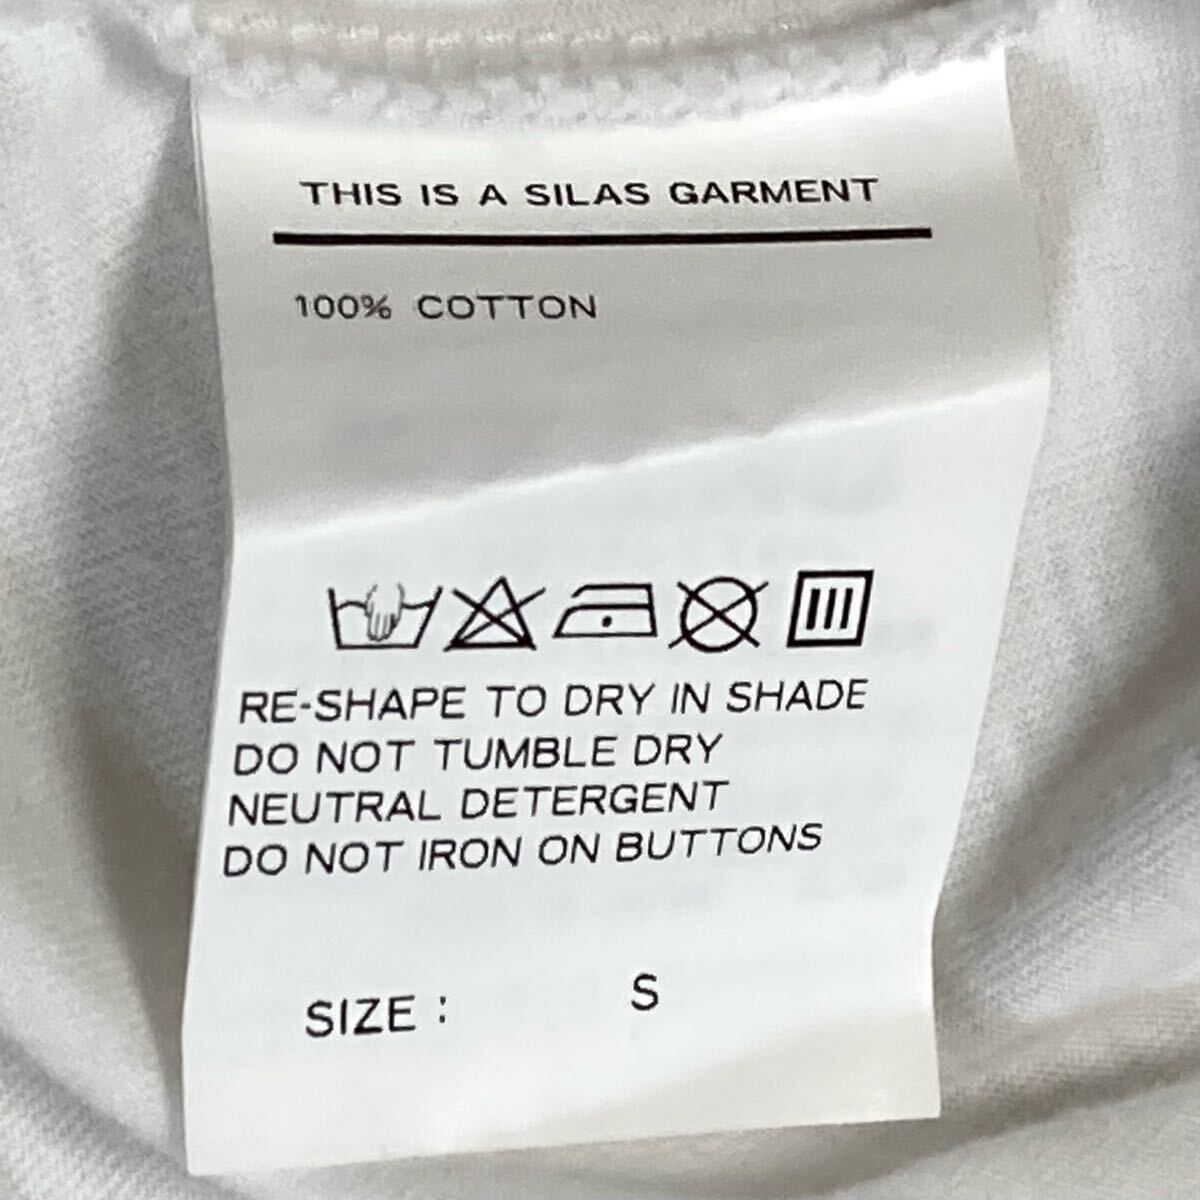 THIS IS A SILAS GARMENT
100% COTTON
RE-SHAPE TO DRY IN SHADE
DO NOT TUMBLE DRY
NEUTRAL DETERGENT
DO NOT IRON ON BUTTONS
SIZE : S